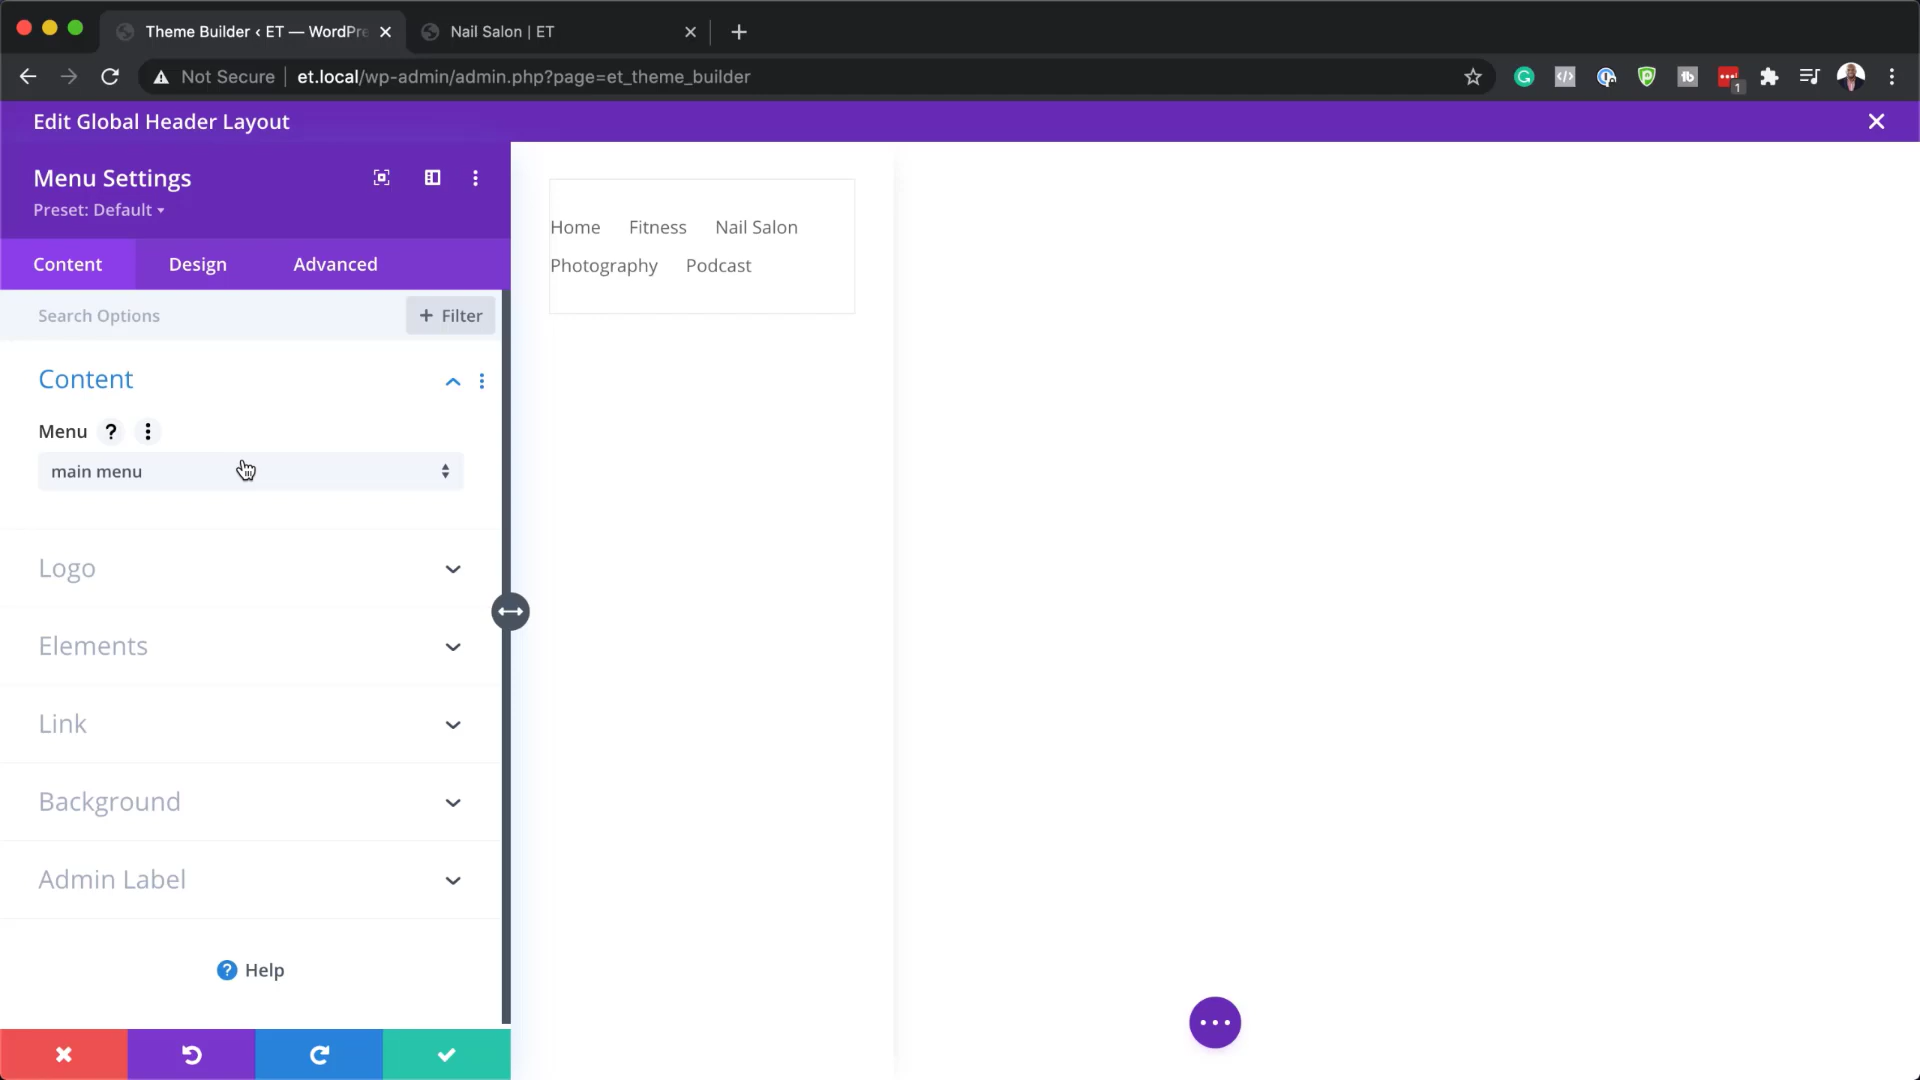 Theme Builder ‹ ET — WordPre
Nail Salon | ET
Not Secure
et.local/wp-admin/admin.php?page=et_theme_builder
1
Edit Global Header Layout
Menu Settings
Preset: Default
Content
Design
Advanced
Search Options
+ Filter
Content
Menu ?
main menu
Logo
Elements
Link
Background
Admin Label
? Help
Home Fitness Nail Salon
Photography Podcast